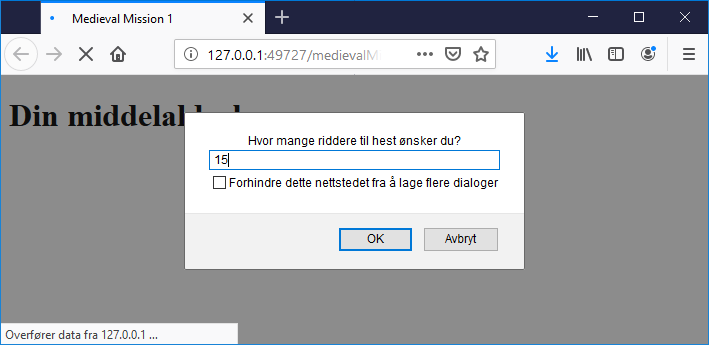 Medieval Mission 1
127.0.0.1:49727/medievalM
Din middelal
Hvor mange riddere til hest ønsker du?
15
Forhindre dette nettstedet fra å lage flere dialoger
OK
Avbryt
Overfører data fra 127.0.0.1 ...